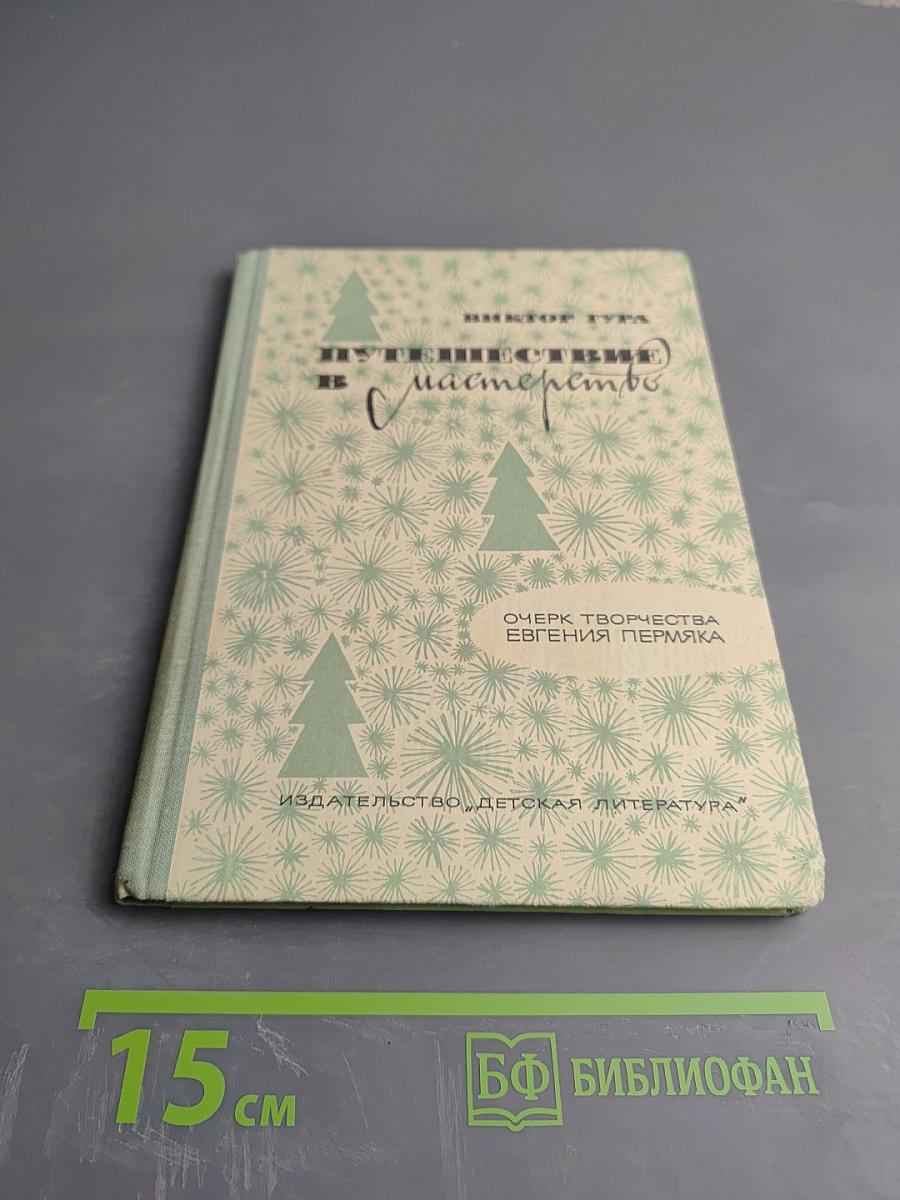 ВИКТОР ГУРА
ПУТЕШЕСТВИЕ
В мастерство
ОЧЕРК ТВОРЧЕСТВА
ЕВГЕНИЯ ПЕРМЯКА
ИЗДАТЕЛЬСТВО „ДЕТСКАЯ ЛИТЕРАТУРА"
15 см
БФ БИБЛИОФАН